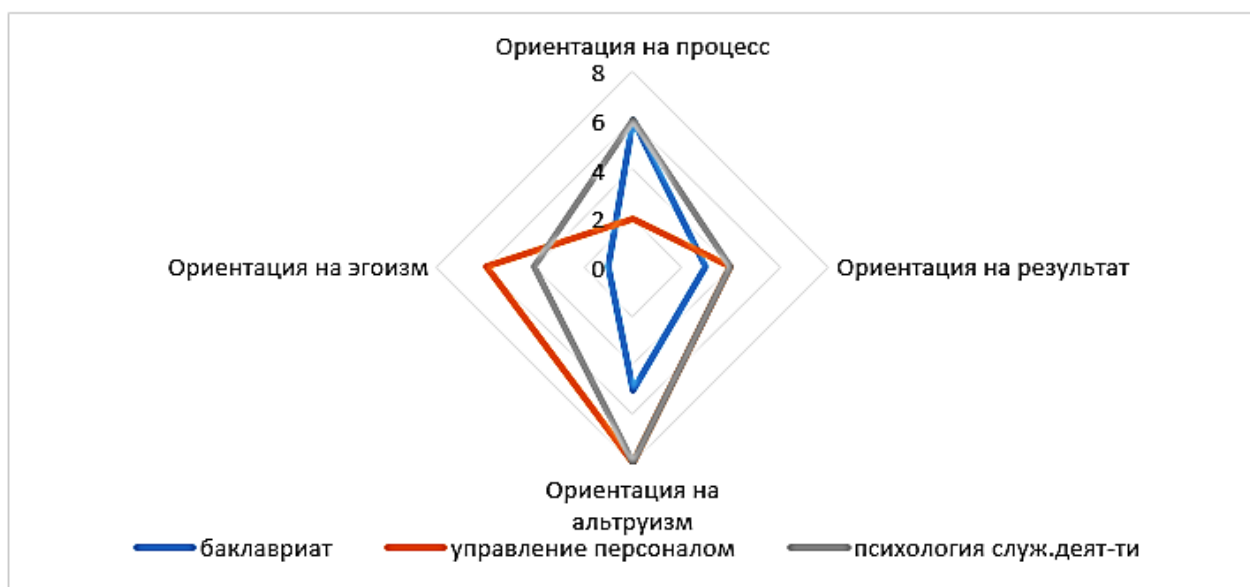 Ориентация на процесс
8
6
4
2
0
Ориентация на эгоизм
Ориентация на результат
Ориентация на
альтруизм
баклавриат
управление персоналом
психология служ.деят-ти